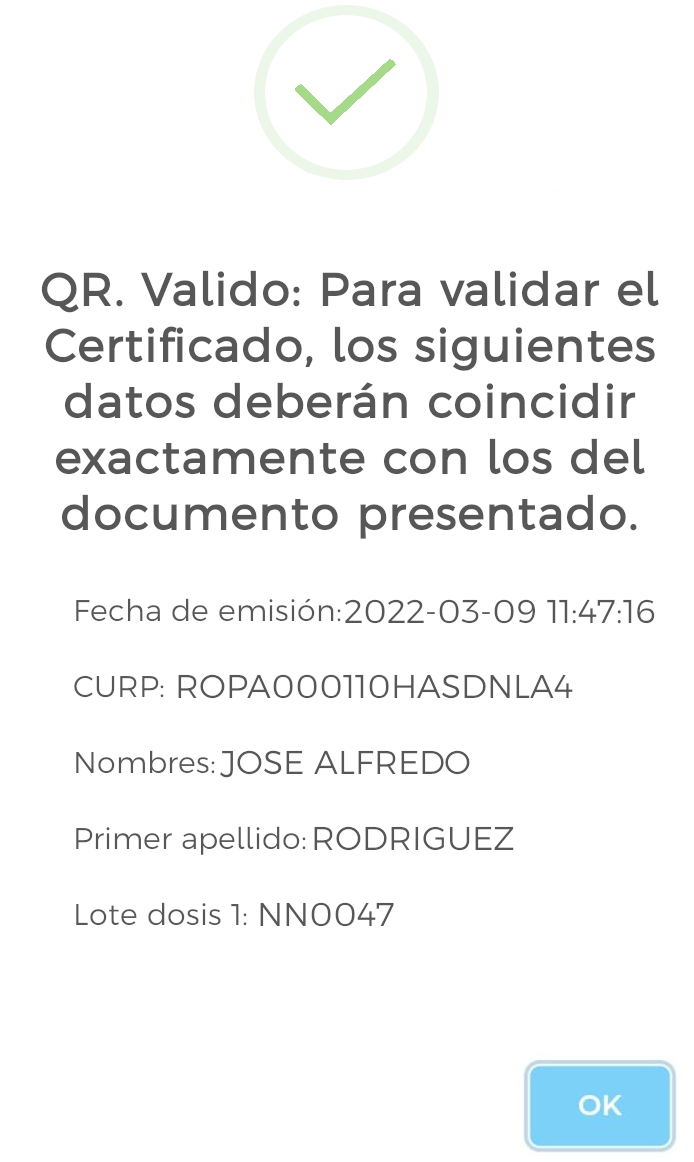 QR. Valido: Para validar el
Certificado, los siguientes
datos deberán coincidir
exactamente con los del
documento presentado.
Fecha de emisión:2022-03-09 11:47:16
CURP: ROPA000110HASDNLA4
Nombres:JOSE ALFREDO
Primer apellido:RODRIGUEZ
Lote dosis 1: NN0047
OK